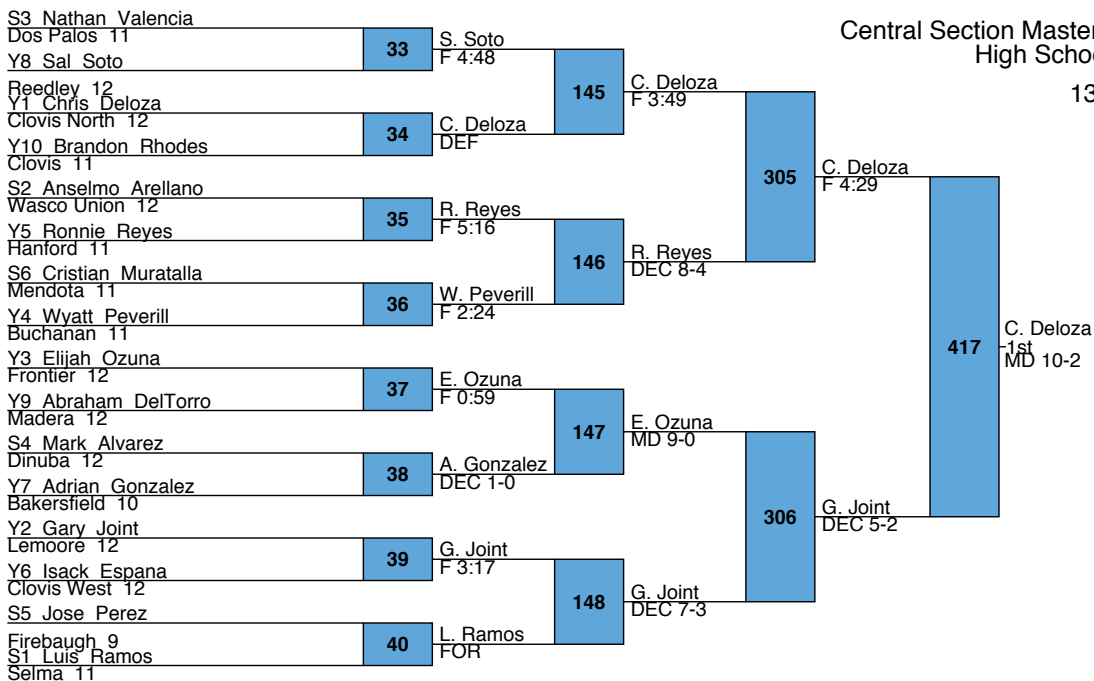 Central Section Master
High Schoo
13
S3 Nathan Valencia
Dos Palos 11
Y8 Sal Soto
Reedley 12
Y1 Chris Deloza
Clovis North 12
Y10 Brandon Rhodes
Clovis 11
S2 Anselmo Arellano
Wasco Union 12
Y5 Ronnie Reyes
Hanford 11
S6 Cristian Muratalla
Mendota 11
Y4 Wyatt Peverill
Buchanan 11
Y3 Elijah Ozuna
Frontier 12
Y9 Abraham DelTorro
Madera 12
S4 Mark Alvarez
Dinuba 12
Y7 Adrian Gonzalez
Bakersfield 10
Y2 Gary Joint
Lemoore 12
Y6 Isack Espana
Clovis West 12
S5 Jose Perez
Firebaugh 9
S1 Luis Ramos
Selma 11
33
34
35
36
37
38
39
40
S. Soto
F 4:48
C. Deloza
DEF
R. Reyes
F 5:16
W. Peverill
F 2:24
E. Ozuna
F 0:59
A. Gonzalez
DEC 1-0
G. Joint
F 3:17
L. Ramos
FOR
145
146
147
148
C. Deloza
F 3:49
R. Reyes
DEC 8-4
E. Ozuna
MD 9-0
G. Joint
DEC 7-3
305
306
C. Deloza
F 4:29
G. Joint
DEC 5-2
417
C. Deloza
1st
MD 10-2